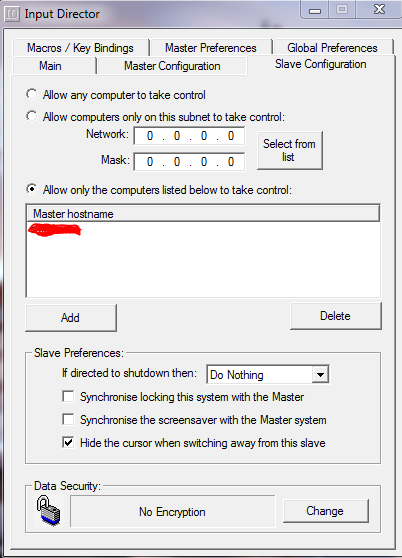 Input Director
Macros / Key Bindings Master Preferences Global Preferences
Main Master Configuration Slave Configuration
Allow any computer to take control
Allow computers only on this subnet to take control:
Network: 0 . 0 . 0 . 0
Mask: 0 . 0 . 0 . 0
Select from
list
Allow only the computers listed below to take control:
Master hostname
Add Delete
Slave Preferences:
If directed to shutdown then: Do Nothing
Synchronise locking this system with the Master
Synchronise the screensaver with the Master system
Hide the cursor when switching away from this slave
Data Security:
No Encryption Change